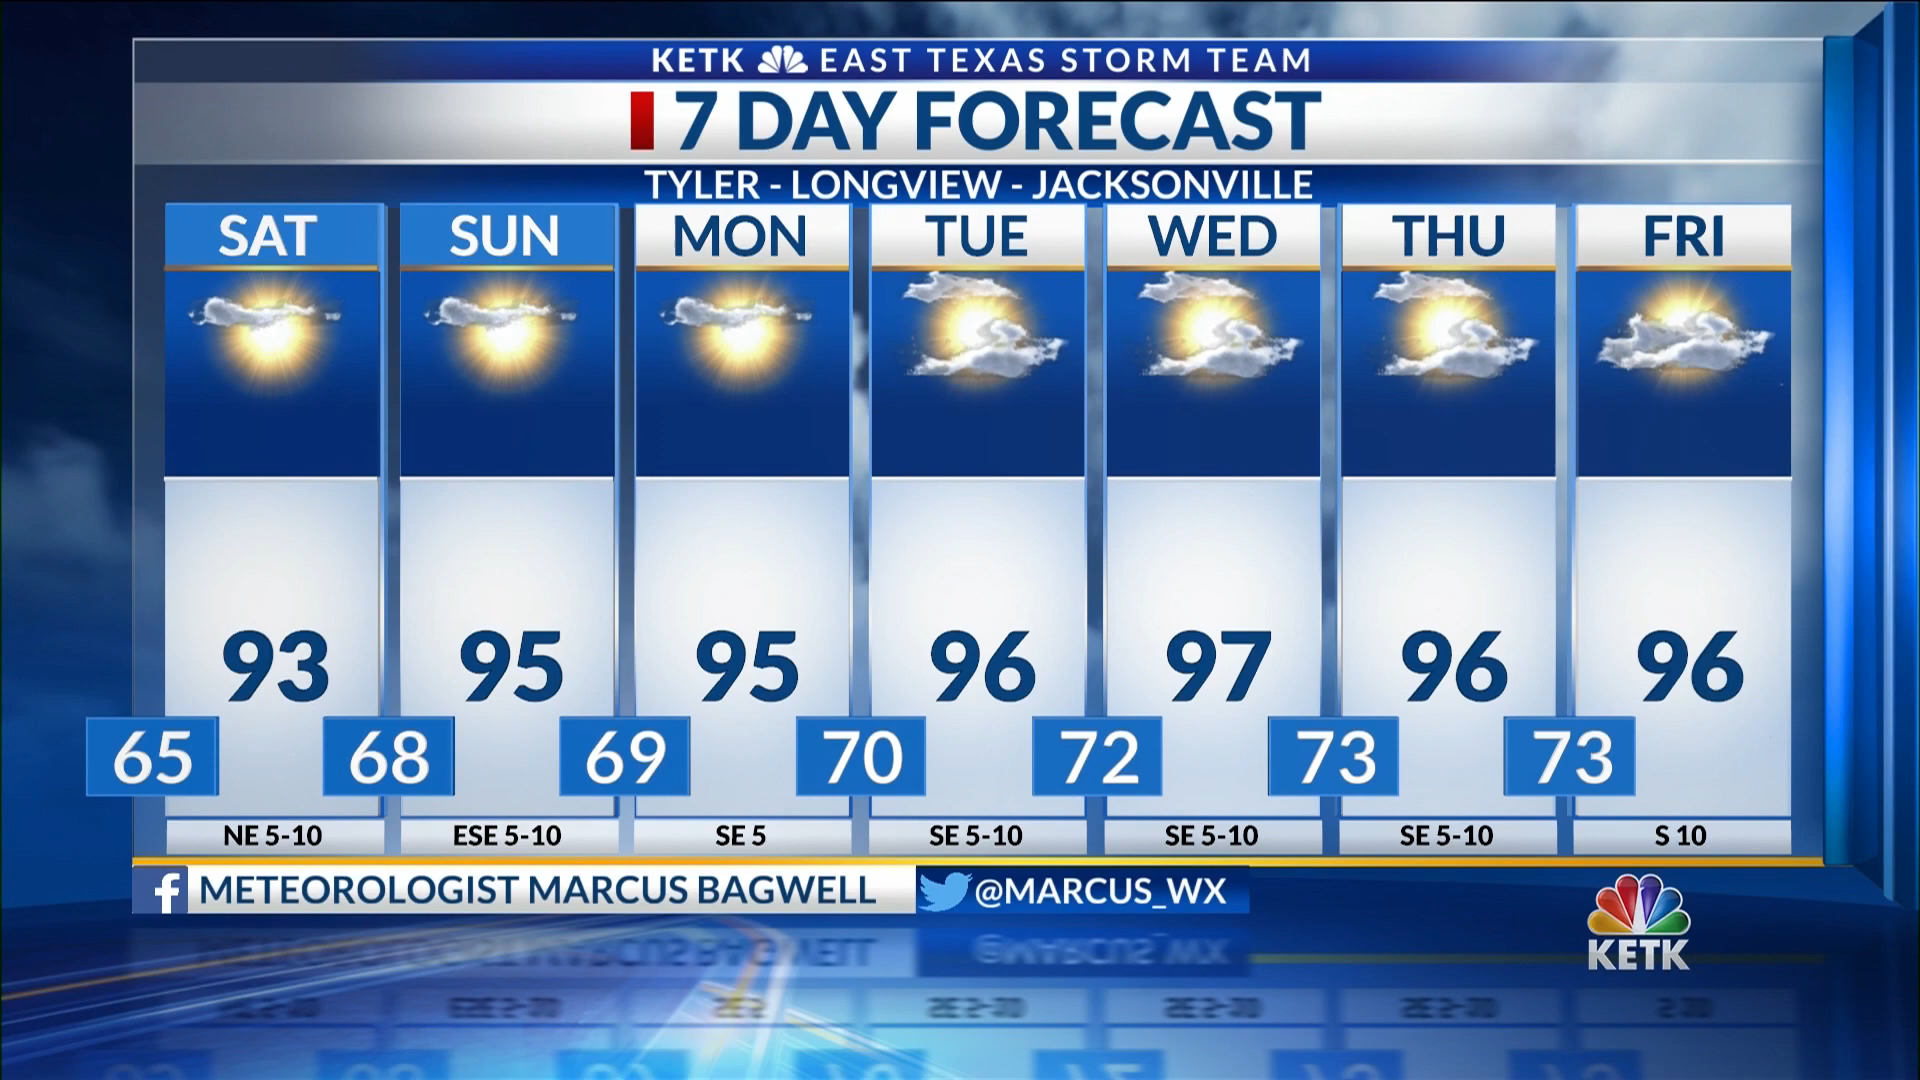 KETK EAST TEXAS STORM TEAM
7 DAY FORECAST
TYLER - LONGVIEW - JACKSONVILLE
SAT SUN MON TUE WED THU FRI
93 95 95 96 97 96 96
65 68 69 70 72 73 73
NE 5-10 ESE 5-10 SE 5 SE 5-10 SE 5-10 SE 5-10 S 10
f METEOROLOGIST MARCUS BAGWELL @MARCUS_WX
KETK